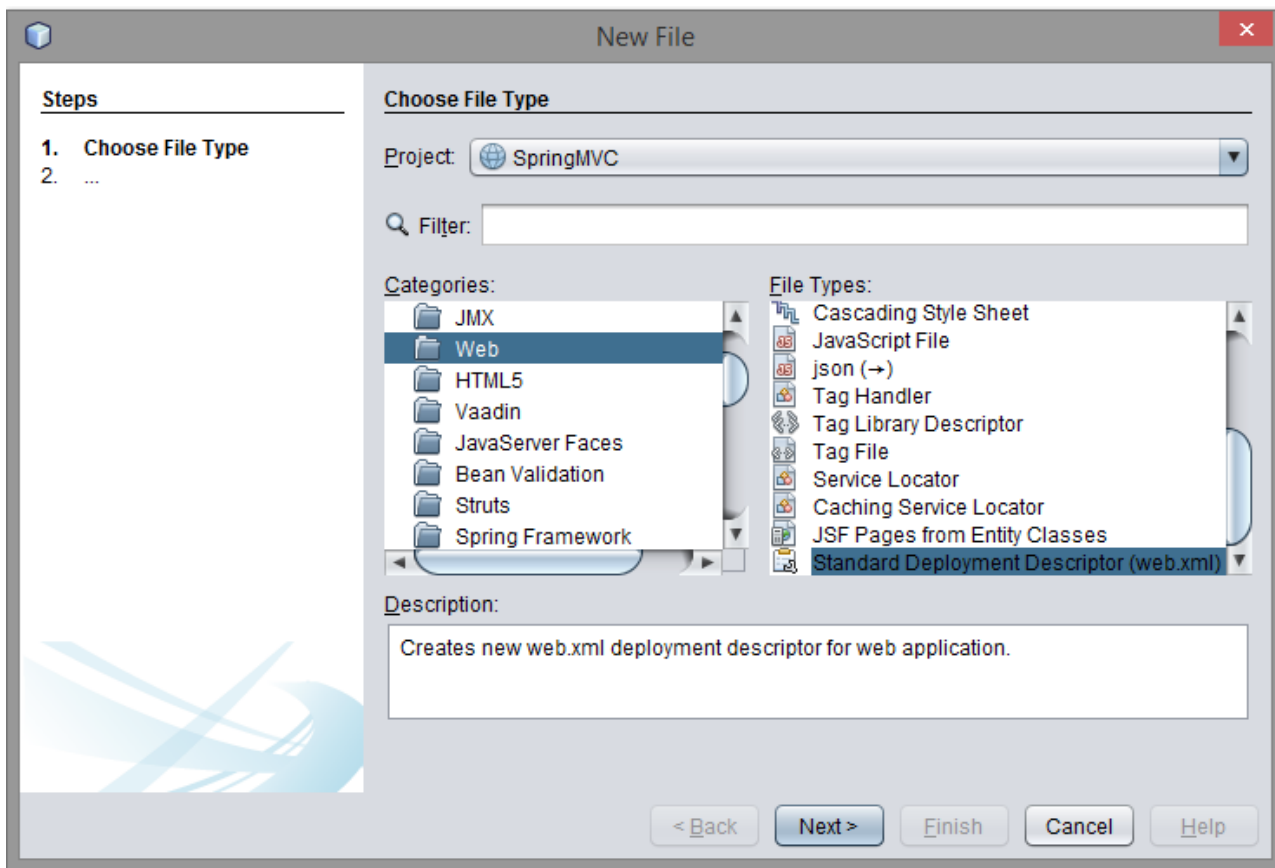 New File
Steps
1. Choose File Type
2. ...
Choose File Type
Project: SpringMVC
Filter:
Categories:
JMX
Web
HTML5
Vaadin
JavaServer Faces
Bean Validation
Struts
Spring Framework
File Types:
Cascading Style Sheet
JavaScript File
json (→)
Tag Handler
Tag Library Descriptor
Tag File
Service Locator
Caching Service Locator
JSF Pages from Entity Classes
Standard Deployment Descriptor (web.xml)
Description:
Creates new web.xml deployment descriptor for web application.
< Back Next > Finish Cancel Help